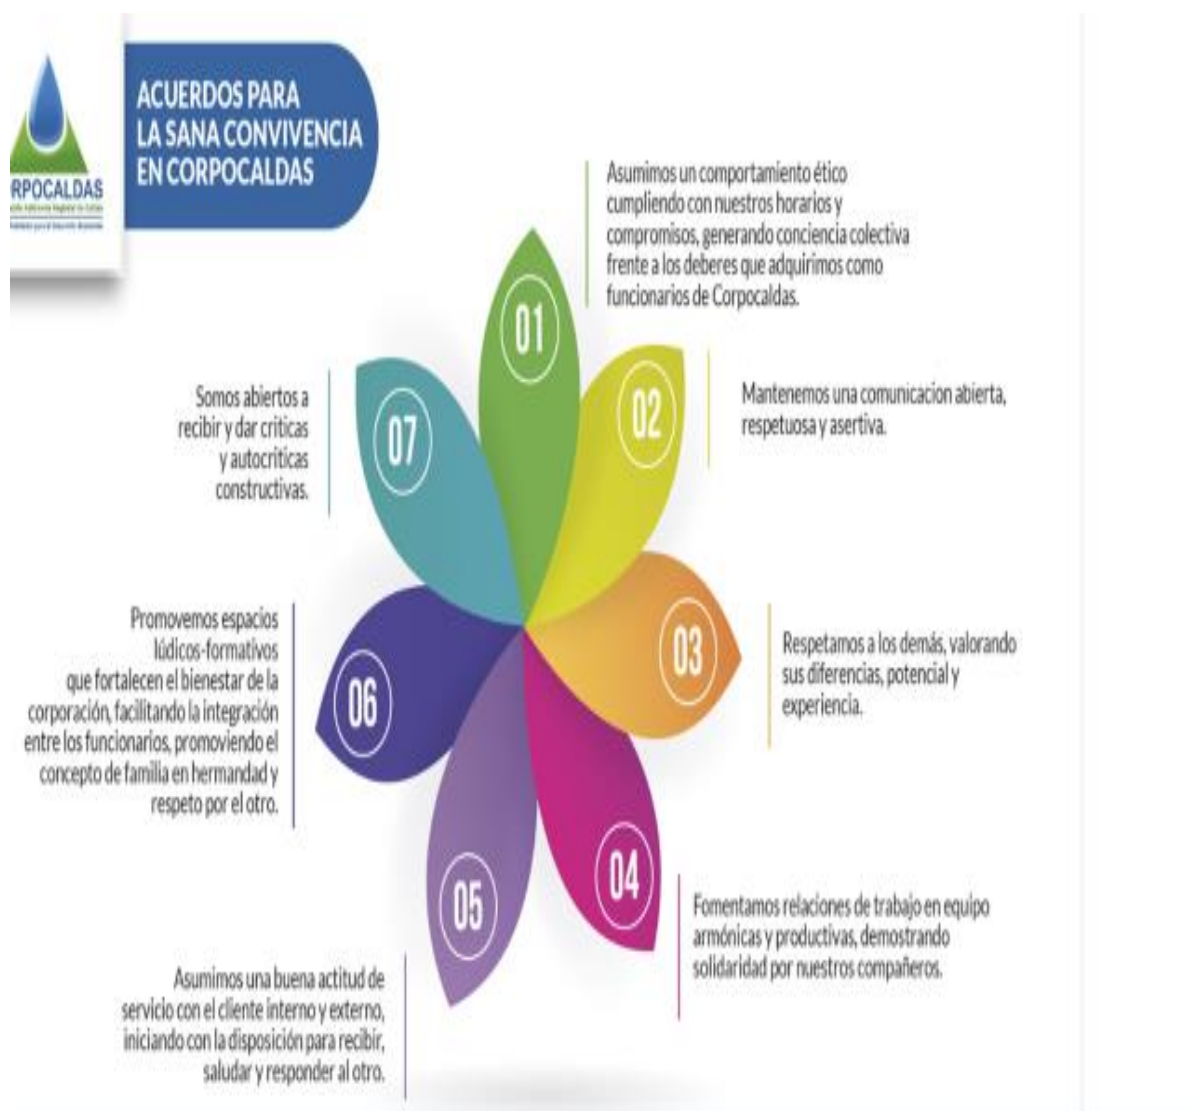 ACUERDOS PARA
LA SANA CONVIVENCIA
EN CORPOCALDAS
RPOCALDAS
01
Asumimos un comportamiento ético
cumpliendo con nuestros horarios y
compromisos, generando conciencia colectiva
frente a los deberes que adquirimos como
funcionarios de Corpocaldas.
02
Mantenemos una comunicacion abierta,
respetuosa y asertiva.
03
Respetamos a los demás, valorando
sus diferencias, potencial y
experiencia.
04
Fomentamos relaciones de trabajo en equipo
armónicas y productivas, demostrando
solidaridad por nuestros compañeros.
05
Asumimos una buena actitud de
servicio con el cliente interno y externo,
iniciando con la disposición para recibir,
saludar y responder al otro.
06
Promovemos espacios
lúdicos-formativos
que fortalecen el bienestar de la
corporación, facilitando la integración
entre los funcionarios, promoviendo el
concepto de familia en hermandad y
respeto por el otro.
07
Somos abiertos a
recibir y dar criticas
y autocriticas
constructivas.